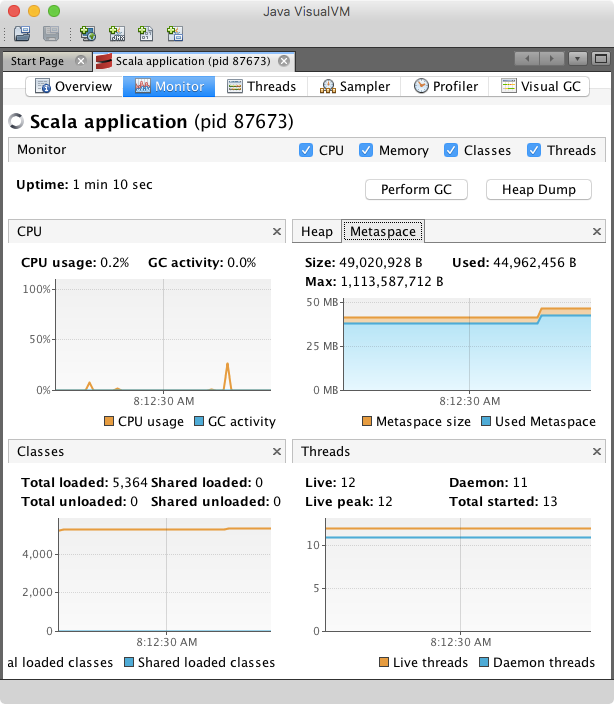 Java VisualVM
Start Page
Scala application (pid 87673)
Overview
Monitor
Threads
Sampler
Profiler
Visual GC
Scala application (pid 87673)
Monitor
CPU
Memory
Classes
Threads
Uptime: 1 min 10 sec
Perform GC
Heap Dump
CPU
CPU usage: 0.2% GC activity: 0.0%
100%
50%
0%
8:12:30 AM
CPU usage GC activity
Heap Metaspace
Size: 49,020,928 B Used: 44,962,456 B
Max: 1,113,587,712 B
50 MB
25 MB
0 MB
8:12:30 AM
Metaspace size Used Metaspace
Classes
Total loaded: 5,364 Shared loaded: 0
Total unloaded: 0 Shared unloaded: 0
4,000
2,000
0
8:12:30 AM
al loaded classes Shared loaded classes
Threads
Live: 12 Daemon: 11
Live peak: 12 Total started: 13
10
5
0
8:12:30 AM
Live threads Daemon threads